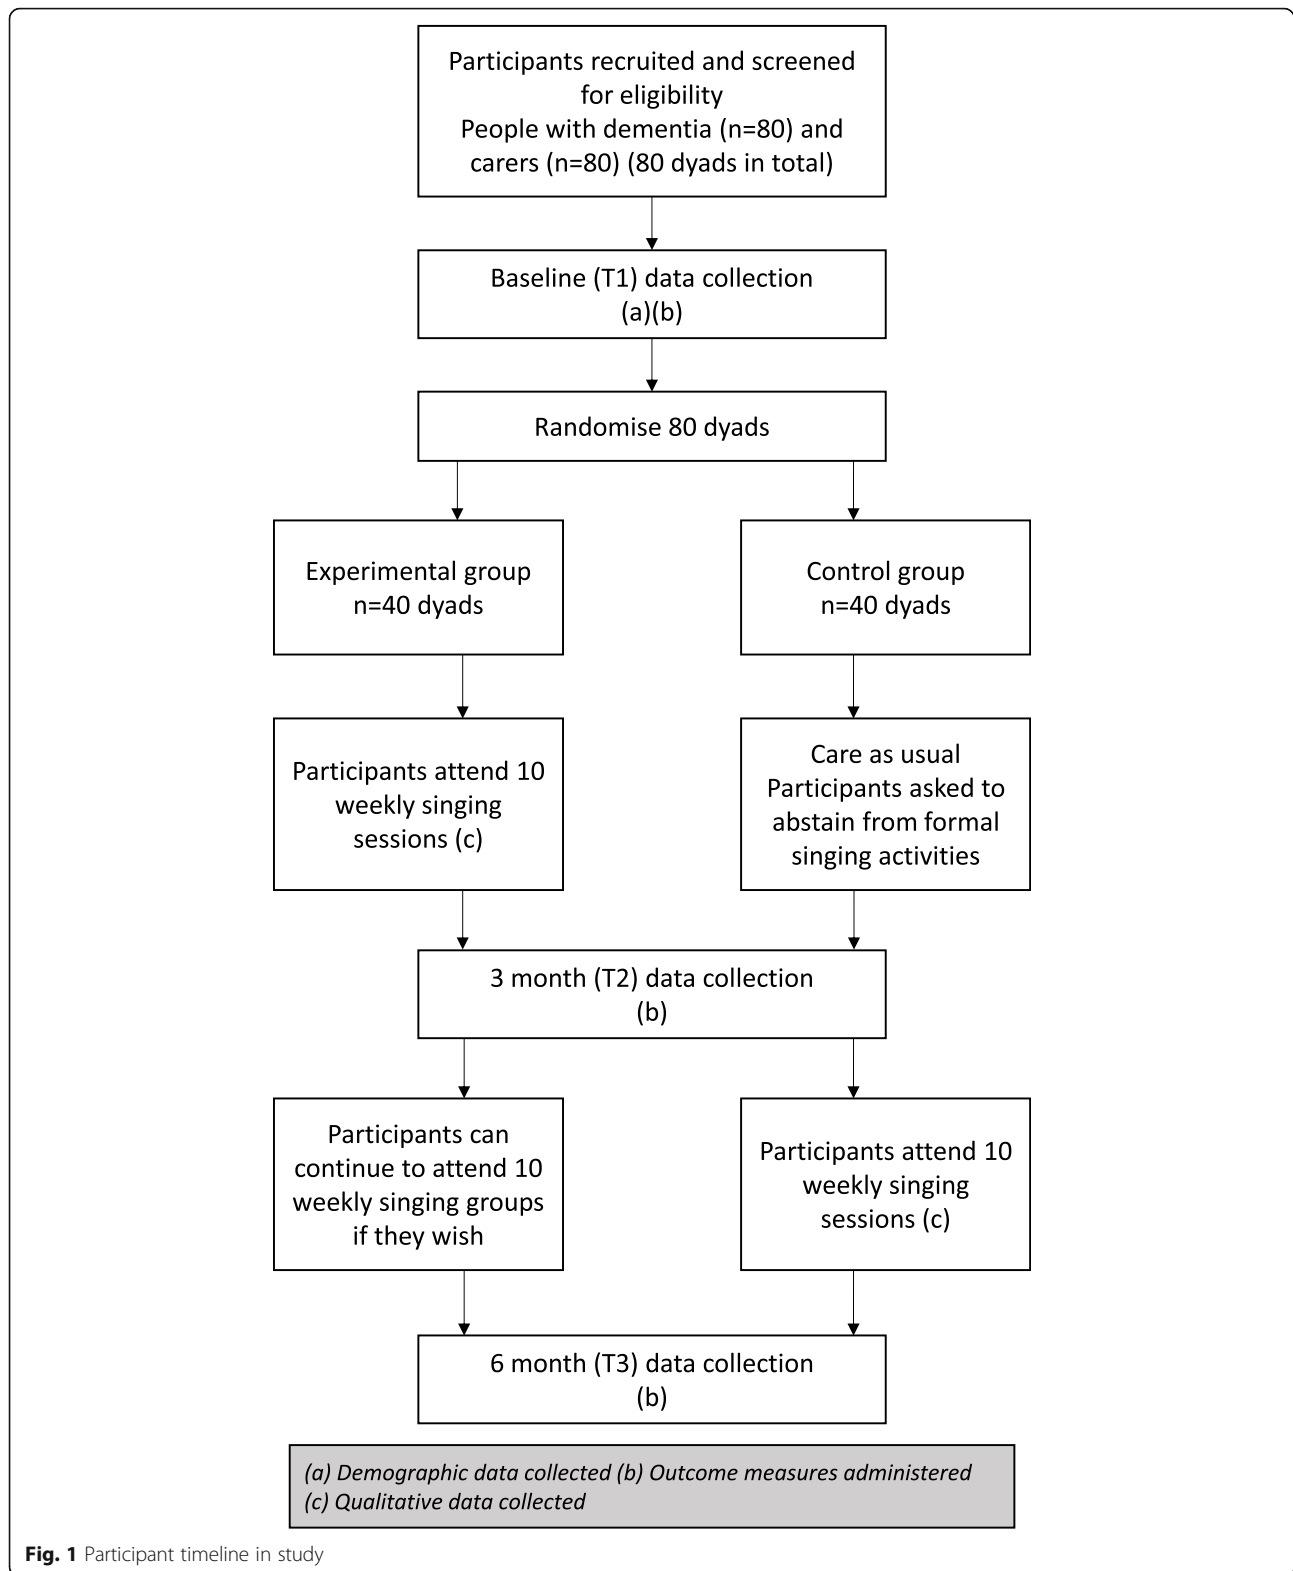 Participants recruited and screened
for eligibility
People with dementia (n=80) and
carers (n=80) (80 dyads in total)
Baseline (T1) data collection
(a)(b)
Randomise 80 dyads
Experimental group
n=40 dyads
Control group
n=40 dyads
Participants attend 10
weekly singing
sessions (c)
Care as usual
Participants asked to
abstain from formal
singing activities
3 month (T2) data collection
(b)
Participants can
continue to attend 10
weekly singing groups
if they wish
Participants attend 10
weekly singing
sessions (c)
6 month (T3) data collection
(b)
(a) Demographic data collected (b) Outcome measures administered
(c) Qualitative data collected
Fig. 1 Participant timeline in study